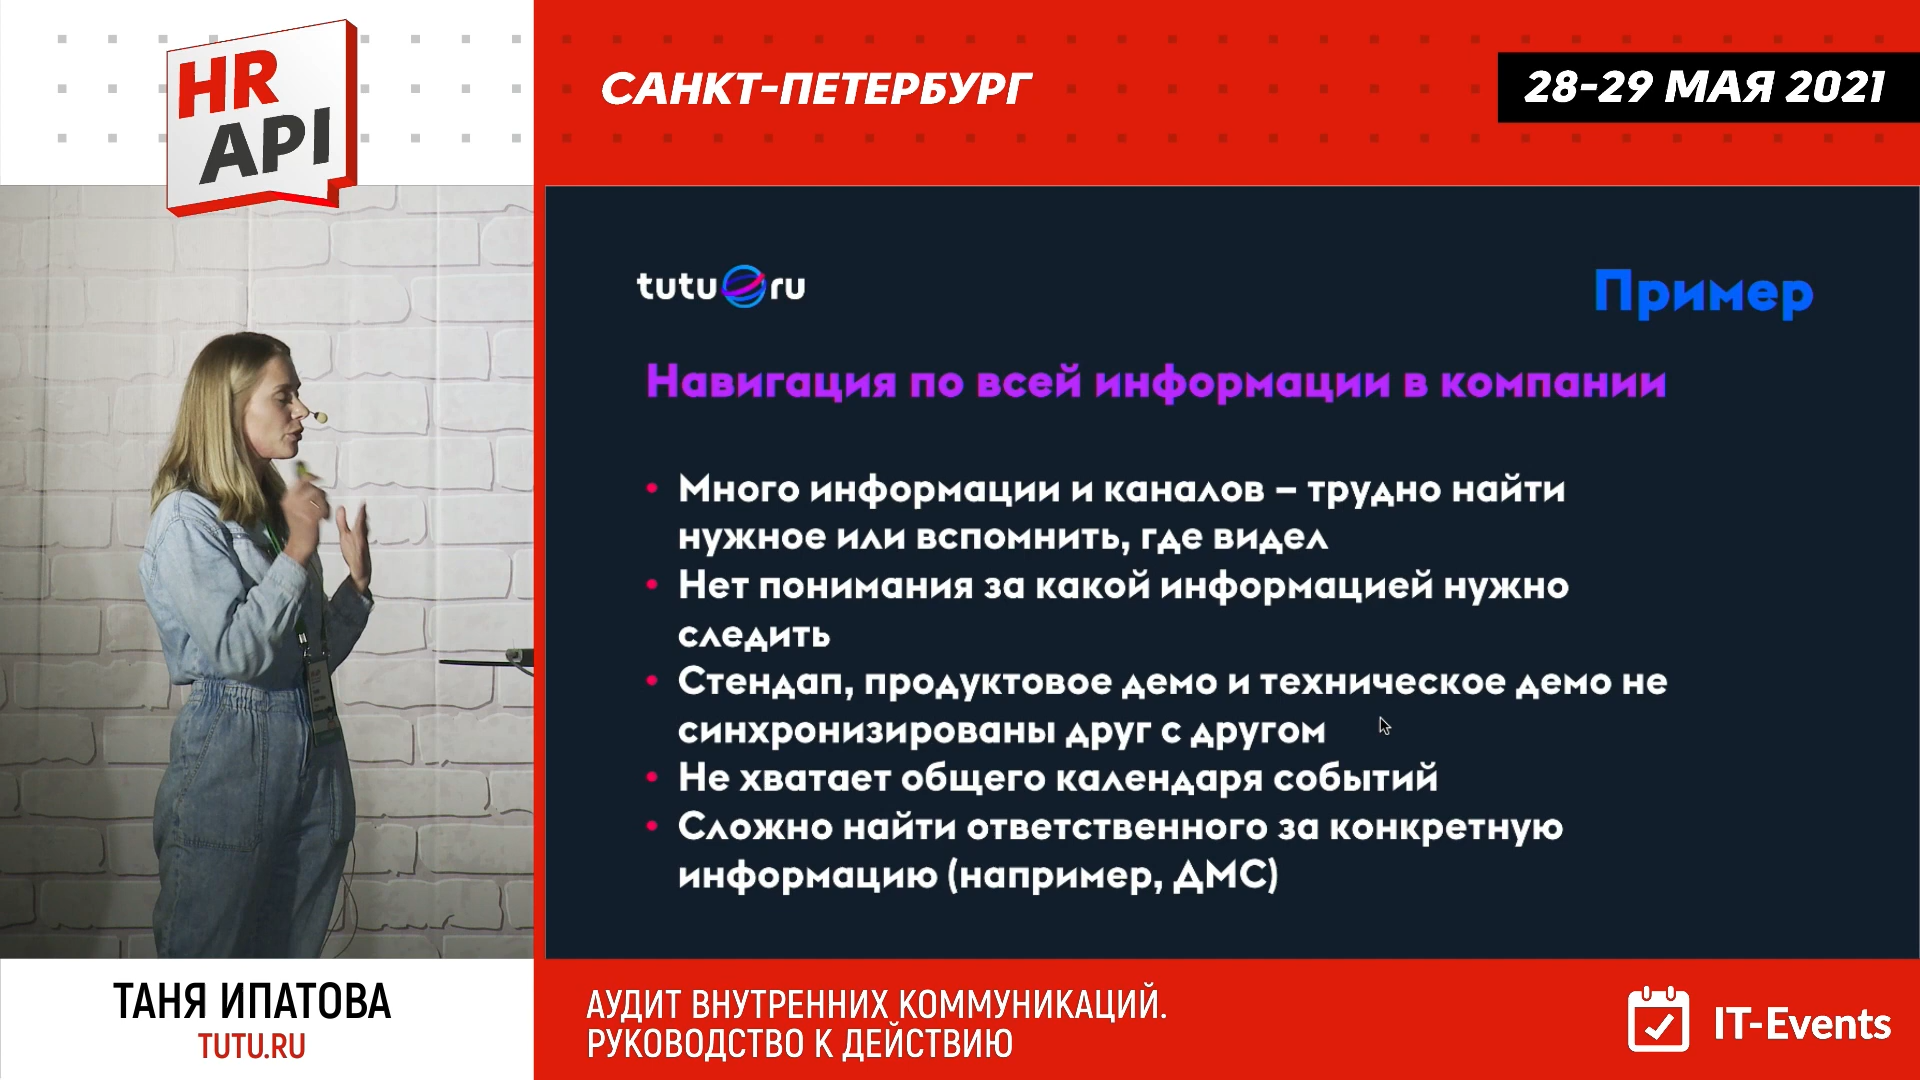 HR
API
САНКТ-ПЕТЕРБУРГ
28-29 МАЯ 2021
tutu ru
Пример
Навигация по всей информации в компании
• Много информации и каналов – трудно найти
нужное или вспомнить, где видел
• Нет понимания за какой информацией нужно
следить
• Стендап, продуктовое демо и техническое демо не
синхронизированы друг с другом
• Не хватает общего календаря событий
• Сложно найти ответственного за конкретную
информацию (например, ДМС)
ТАНЯ ИПАТОВА
TUTU.RU
АУДИТ ВНУТРЕННИХ КОММУНИКАЦИЙ.
РУКОВОДСТВО К ДЕЙСТВИЮ
IT-Events